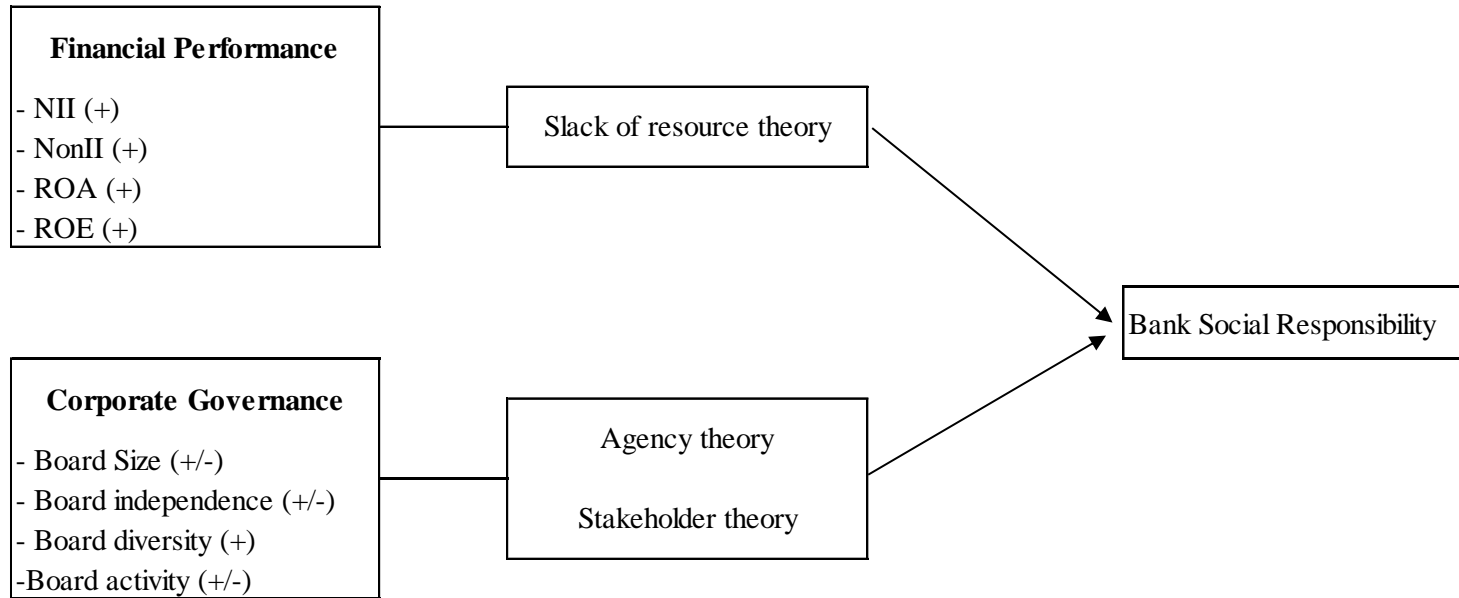 Financial Performance
- NII (+)
- NonII (+)
- ROA (+)
- ROE (+)
Slack of resource theory
Bank Social Responsibility
Corporate Governance
- Board Size (+/-)
- Board independence (+/-)
- Board diversity (+)
-Board activity (+/-)
Agency theory
Stakeholder theory